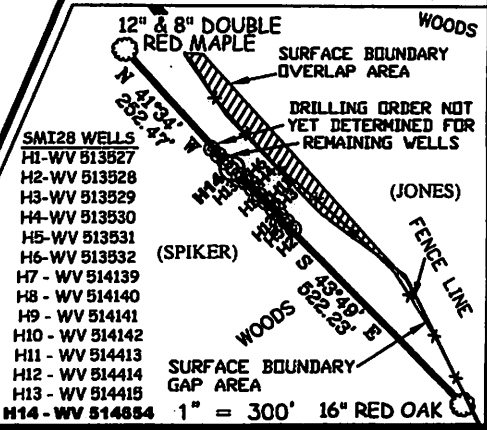 WOODS
12" & 8" DOUBLE
RED MAPLE
SURFACE BOUNDARY
OVERLAP AREA
N 41°34' W
252.47'
DRILLING ORDER NOT
YET DETERMINED FOR
REMAINING WELLS
SMI28 WELLS
H1-WV 513527
H2-WV 513528
H3-WV 513529
H4-WV 513530
H5-WV 513531
H6-WV 513532
H7 - WV 514139
H8 - WV 514140
H9 - WV 514141
H10 - WV 514142
H11 - WV 514413
H12 - WV 514414
H13 - WV 514415
H14 - WV 514654
H14
(JONES)
(SPIKER)
FENCE LINE
S 43°49' E
522.23'
WOODS
SURFACE BOUNDARY
GAP AREA
1" = 300'
16" RED OAK